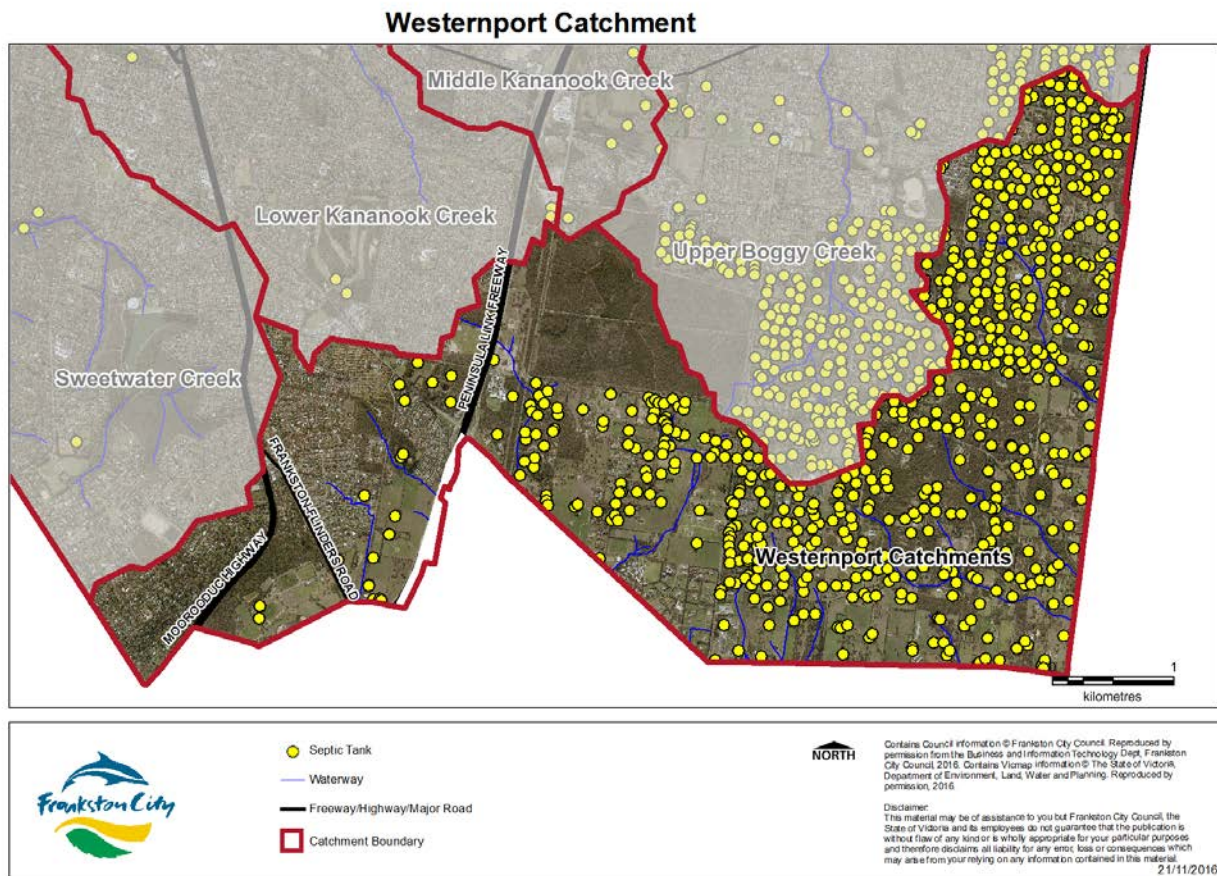 Westernport Catchment
Middle Kananook Creek
Lower Kananook Creek
Upper Boggy Creek
Sweetwater Creek
PENINSULA LINK FREEWAY
FRANKSTON-FLINDERS ROAD
MOOROODUC HIGHWAY
Westernport Catchments
1
kilometres
Frankston City
Septic Tank
Waterway
Freeway/Highway/Major Road
Catchment Boundary
NORTH
Contains Council information © Frankston City Council. Reproduced by
permission from the Business and Information Technology Dept, Frankston
City Council, 2016. Contains Vicmap information © The State of Victoria,
Department of Environment, Land, Water and Planning. Reproduced by
permission, 2016
Disclaimer:
This material may be of assistance to you but Frankston City Council, the
State of Victoria and its employees do not guarantee that the publication is
without flaw of any kind or is wholly appropriate for your particular purposes
and therefore disclaims all liability for any error, loss or consequences which
may arise from your relying on any information contained in this material.
21/11/2016